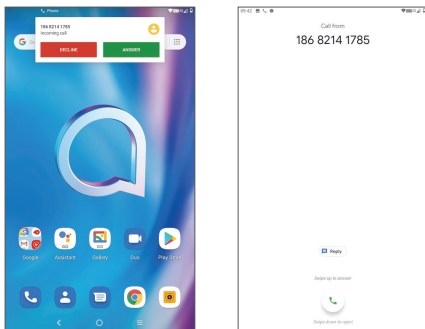 Phone
186 8214 1785
Incoming call
DECLINE
ANSWER
G
Google
Assistant
Gallery
Duo
Play Store
09:42
Call from
186 8214 1785
Reply
Swipe up to answer
Swipe down to reject